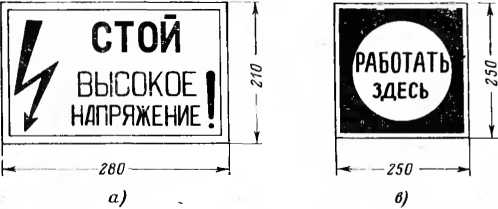 СТОЙ
ВЫСОКОЕ
НАПРЯЖЕНИЕ!
210
280
а)
РАБОТАТЬ
ЗДЕСЬ
250
250
в)